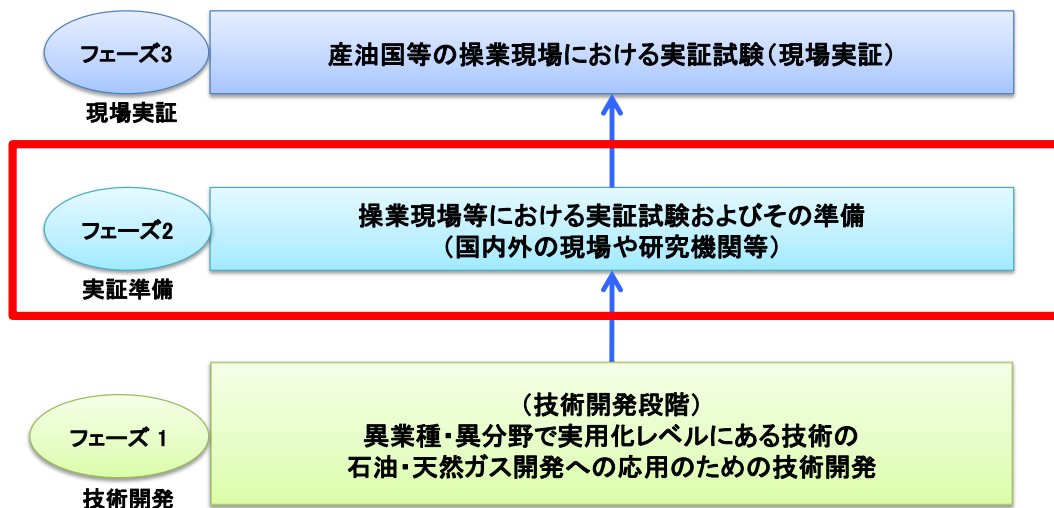 フェーズ3
産油国等の操業現場における実証試験（現場実証）
現場実証
フェーズ2
操業現場等における実証試験およびその準備
（国内外の現場や研究機関等）
実証準備
フェーズ 1
（技術開発段階）
異業種・異分野で実用化レベルにある技術の
石油・天然ガス開発への応用のための技術開発
技術開発